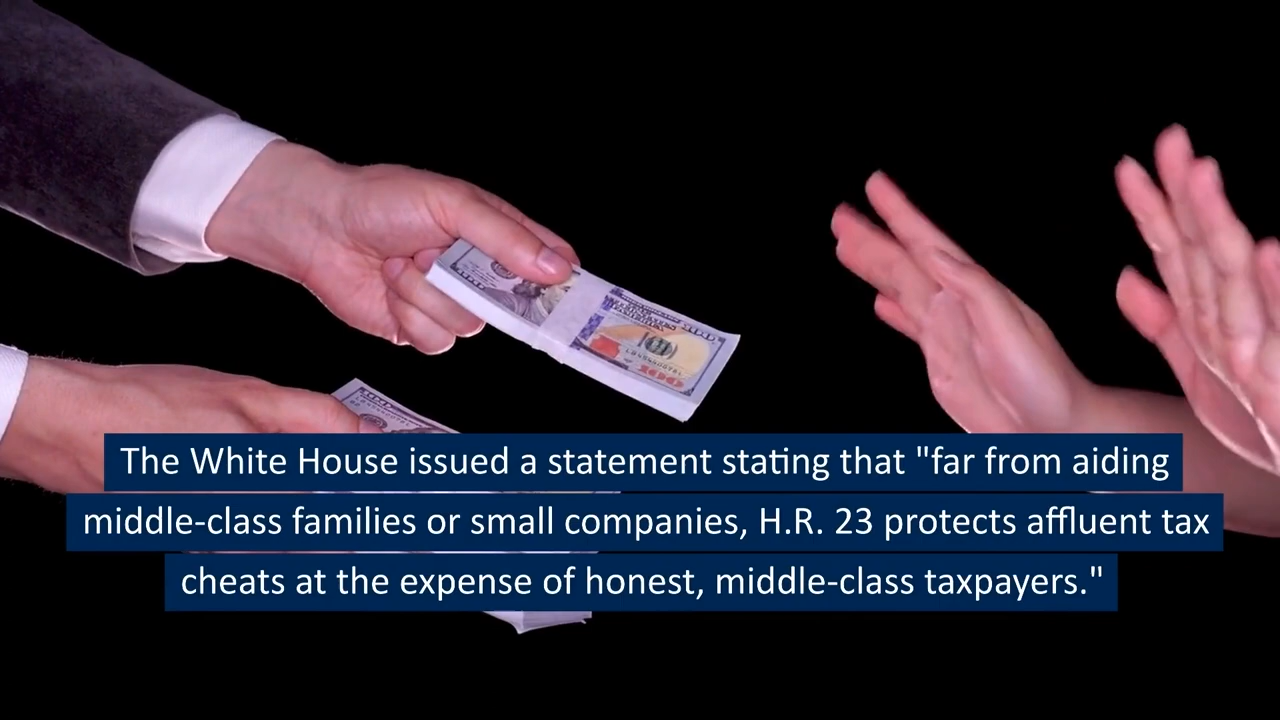 The White House issued a statement stating that "far from aiding
middle-class families or small companies, H.R. 23 protects affluent tax
cheats at the expense of honest, middle-class taxpayers."
100